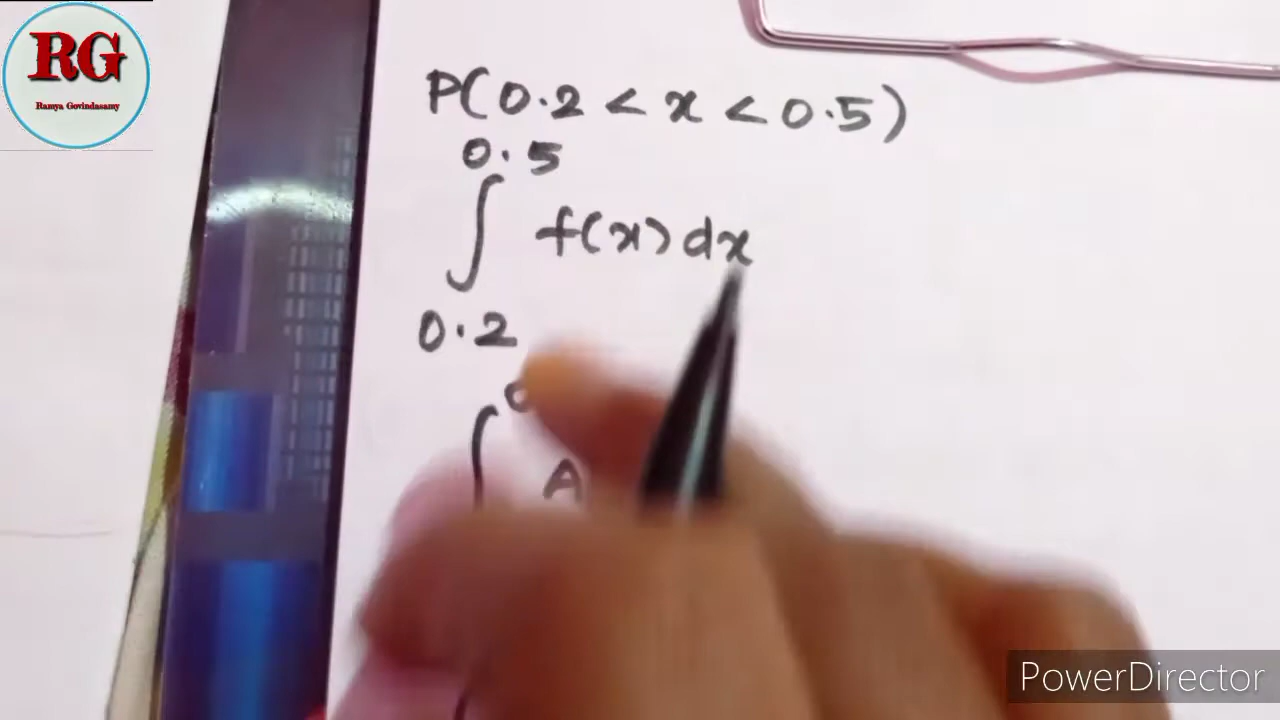 RG
Ramya Govindasamy
P(0.2 < x < 0.5)
0.5
∫ f(x) dx
0.2
∫ A
PowerDirector